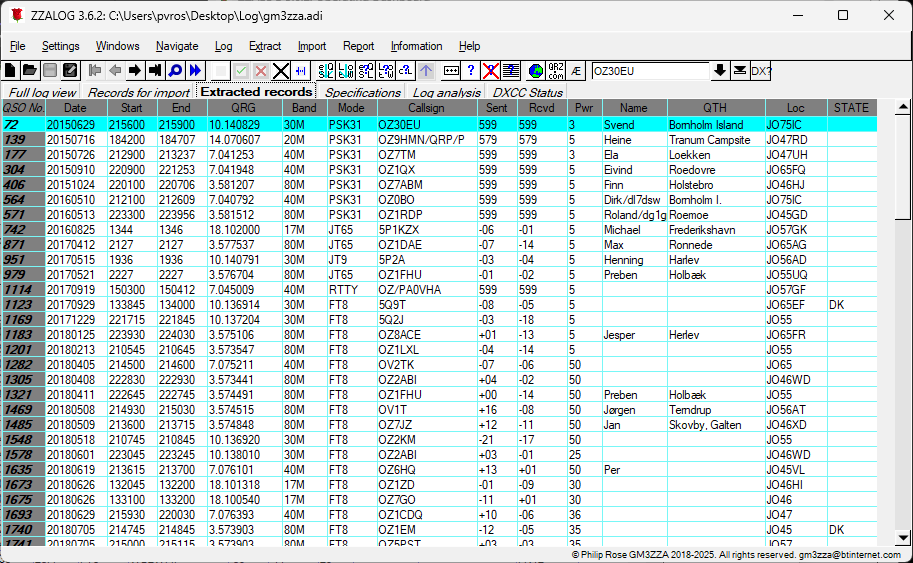 ZZALOG 3.6.2: C:\Users\pvros\Desktop\Log\gm3zza.adi
File Settings Windows Navigate Log Extract Import Report Information Help
QRZ .com Æ OZ30EU DX?
Full log view Records for import Extracted records Specifications Log analysis DXCC Status
QSO No. Date Start End QRG Band Mode Callsign Sent Rcvd Pwr Name QTH Loc STATE
72 20150629 215600 215900 10.140829 30M PSK31 OZ30EU 599 599 3 Svend Bornholm Island JO75IC
139 20150716 184200 184707 14.070607 20M PSK31 OZ9HMN/QRP/P 579 579 5 Heine Tranum Campsite JO47RD
177 20150726 212900 213237 7.041253 40M PSK31 OZ7TM 599 599 3 Ela Loekken JO47UH
304 20150910 220900 221253 7.041948 40M PSK31 OZ1QX 599 599 5 Eivind Roedovre JO65FQ
406 20151024 220100 220706 3.581207 80M PSK31 OZ7ABM 599 599 5 Finn Holstebro JO46HJ
564 20160510 212100 212609 7.040792 40M PSK31 OZ0BO 599 599 5 Dirk/dl7dsw Bornholm I. JO75IC
571 20160513 223300 223956 3.581512 80M PSK31 OZ1RDP 599 599 5 Roland/dg1g Roemoe JO45GD
742 20160825 1344 1346 18.102000 17M JT65 5P1KZX -06 -01 5 Michael Frederikshavn JO57GK
871 20170412 2127 2127 3.577537 80M JT65 OZ1DAE -07 -14 5 Max Ronnede JO65AG
951 20170515 1936 1936 10.140791 30M JT9 5P2A -03 -04 5 Henning Harlev JO56AD
979 20170521 2227 2227 3.576704 80M JT65 OZ1FHU -01 -02 5 Preben Holbæk JO55UQ
1114 20170919 150300 150412 7.045009 40M RTTY OZ/PA0VHA 599 599 5 JO57GF
1123 20170929 133845 134000 10.136914 30M FT8 5Q9T -08 -05 5 JO65EF DK
1169 20171229 221715 221845 10.137204 30M FT8 5Q2J -03 -18 5 JO55
1183 20180125 223930 224030 3.575106 80M FT8 OZ8ACE +01 -13 5 Jesper Herlev JO65FR
1201 20180213 210545 210645 3.573547 80M FT8 OZ1LXL -04 -14 5 JO55
1282 20180405 214500 214600 7.075211 40M FT8 OV2TK -07 -06 50 JO65
1305 20180408 222830 222930 3.573441 80M FT8 OZ2ABI +04 -02 50 JO46WD
1321 20180411 222645 222745 3.574491 80M FT8 OZ1FHU +00 -14 50 Preben Holbæk JO55
1469 20180508 214930 215030 3.574515 80M FT8 OV1T +16 -08 50 Jørgen Terndrup JO56AT
1485 20180509 213600 213715 3.574848 80M FT8 OZ7JZ +12 -11 50 Jan Skovby, Galten JO46XD
1548 20180518 210745 210845 10.136920 30M FT8 OZ2KM -21 -17 50 JO55
1578 20180601 223045 223245 10.138010 30M FT8 OZ2ABI +03 -01 25 JO46WD
1635 20180619 213615 213700 7.076101 40M FT8 OZ6HQ +13 +01 50 Per JO45VL
1673 20180626 132045 132200 18.101318 17M FT8 OZ1ZD -01 -09 30 JO46HI
1675 20180626 133100 133200 18.100540 17M FT8 OZ7GO -11 +01 30 JO46
1693 20180629 215930 220030 7.076393 40M FT8 OZ1CDQ +10 -06 36 JO47
1740 20180705 214745 214845 3.573903 80M FT8 OZ1EM -12 -05 35 JO45 DK
1741 20180705 215015 215115 3.573903 80M FT8 OZ5PST +03 -03 35 JO57
© Philip Rose GM3ZZA 2018-2025. All rights reserved. gm3zza@btinternet.com